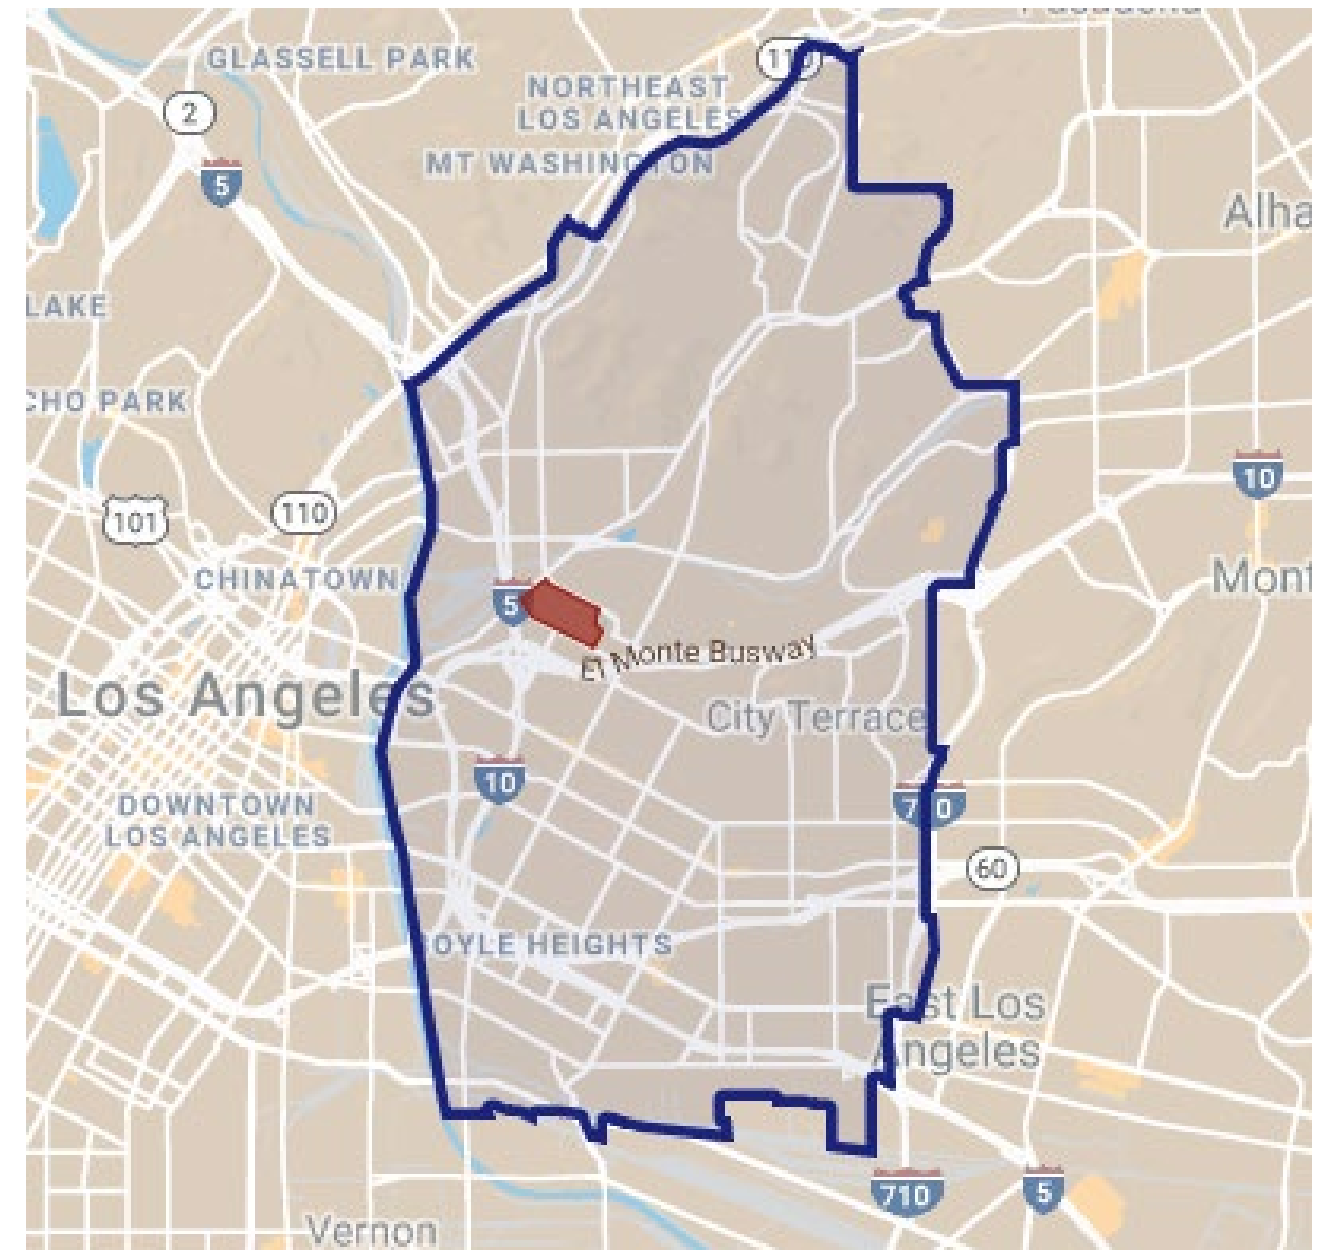 GLASSELL PARK
110
NORTHEAST
LOS ANGELES
2
MT WASHINGTON
5
Alha
LAKE
CHO PARK
10
101
110
CHINATOWN
Mont
5
El Monte Busway
Los Angeles
City Terrace
10
DOWNTOWN
LOS ANGELES
710
60
OYLE HEIGHTS
East Los
Angeles
710
5
Vernon